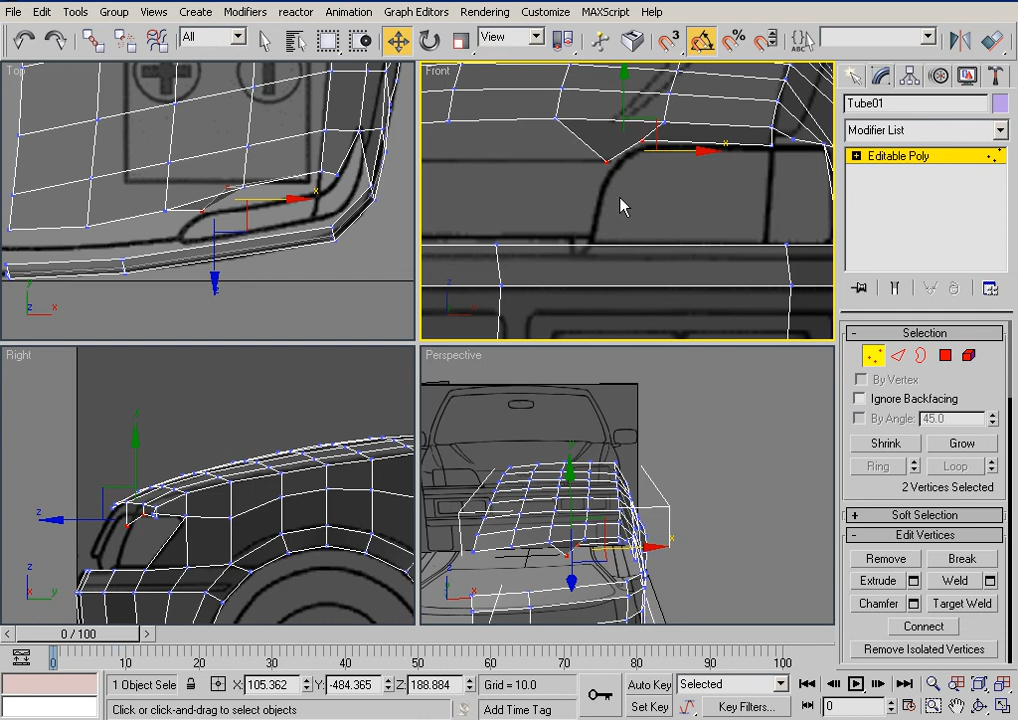 File Edit Tools Group Views Create Modifiers reactor Animation Graph Editors Rendering Customize MAXScript Help
All View
Top Front
Tube01
Modifier List
Editable Poly
x z y x
Selection
By Vertex
Ignore Backfacing
By Angle: 45.0
Shrink Grow
Ring Loop
2 Vertices Selected
Right Perspective
Soft Selection
Edit Vertices
Remove Break
Extrude Weld
Chamfer Target Weld
Connect
Remove Isolated Vertices
0 / 100
0 10 20 30 40 50 60 70 80 90 100
1 Object Sele X: 105.362 Y: -484.365 Z: 188.884 Grid = 10.0 Auto Key Selected
Click or click-and-drag to select objects Add Time Tag Set Key Key Filters... 0